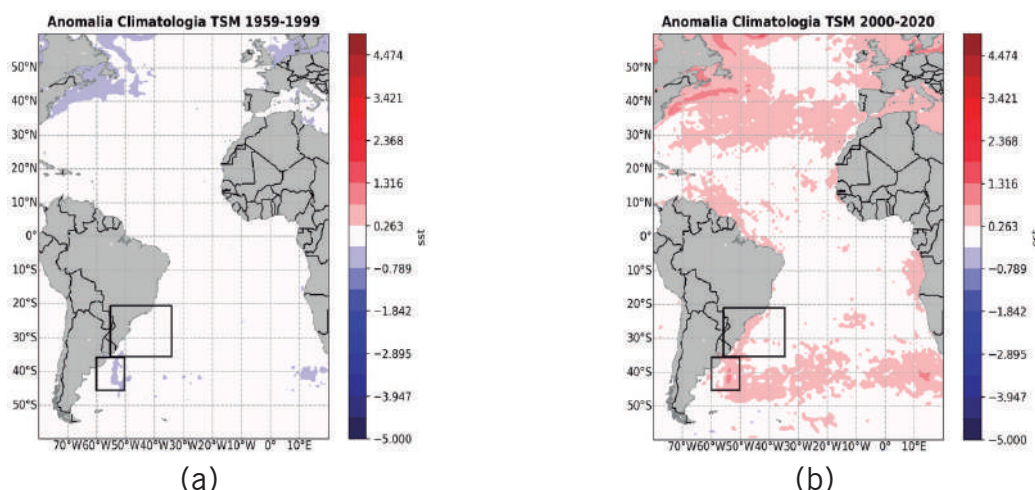 Anomalia Climatologia TSM 1959-1999
50°N
40°N
30°N
20°N
10°N
0°
10°S
20°S
30°S
40°S
50°S
70°W60°W50°W40°W30°W20°W10°W 0° 10°E
4.474
3.421
2.368
1.316
0.263
−0.789
−1.842
−2.895
−3.947
−5.000
sst
(a)
Anomalia Climatologia TSM 2000-2020
50°N
40°N
30°N
20°N
10°N
0°
10°S
20°S
30°S
40°S
50°S
70°W60°W50°W40°W30°W20°W10°W 0° 10°E
4.474
3.421
2.368
1.316
0.263
−0.789
−1.842
−2.895
−3.947
−5.000
sst
(b)